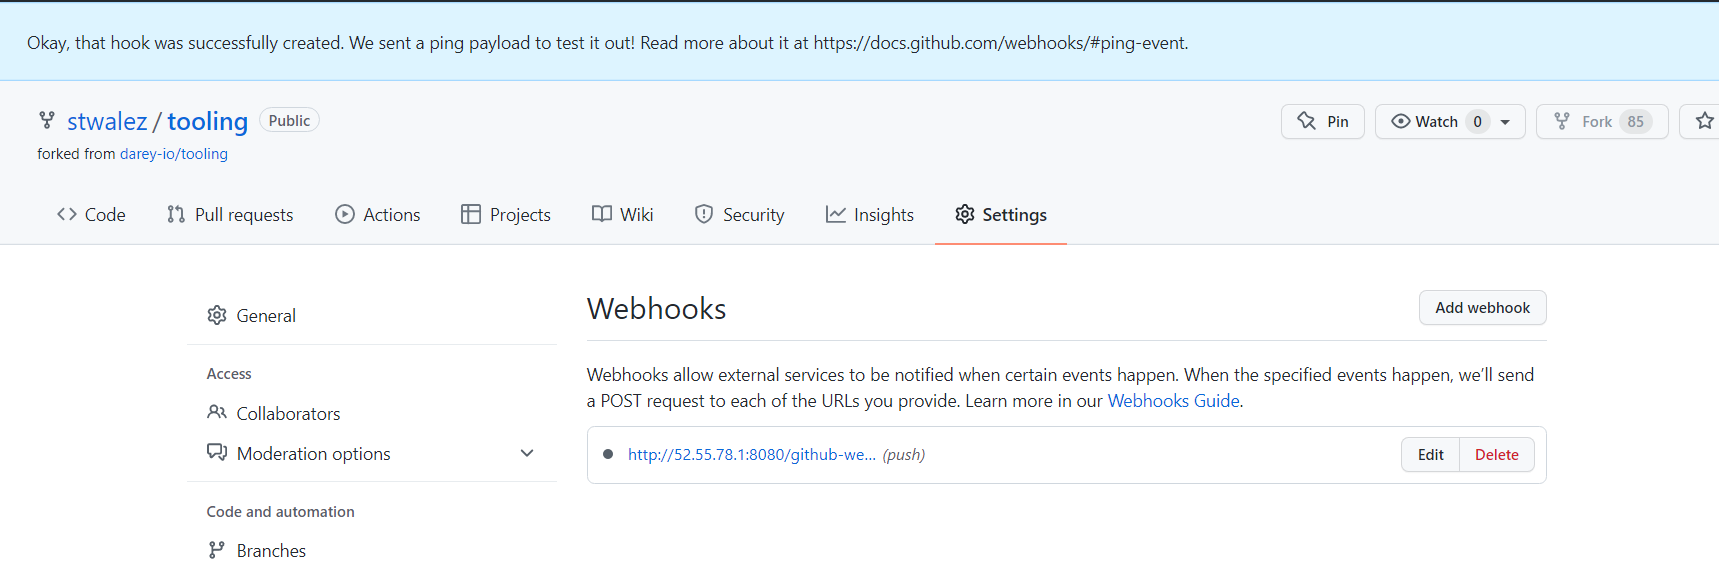 Okay, that hook was successfully created. We sent a ping payload to test it out! Read more about it at https://docs.github.com/webhooks/#ping-event.
stwalez / tooling Public
Pin
Watch 0
Fork 85
forked from darey-io/tooling
Code
Pull requests
Actions
Projects
Wiki
Security
Insights
Settings
General
Access
Collaborators
Moderation options
Code and automation
Branches
Webhooks
Add webhook
Webhooks allow external services to be notified when certain events happen. When the specified events happen, we’ll send
a POST request to each of the URLs you provide. Learn more in our Webhooks Guide.
http://52.55.78.1:8080/github-we... (push)
Edit
Delete